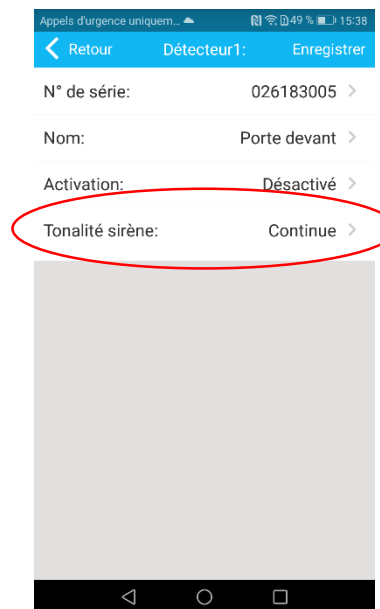 Appels d'urgence uniquem... 49 % 15:38
Retour Détecteur1: Enregistrer
N° de série: 026183005
Nom: Porte devant
Activation: Désactivé
Tonalité sirène: Continue